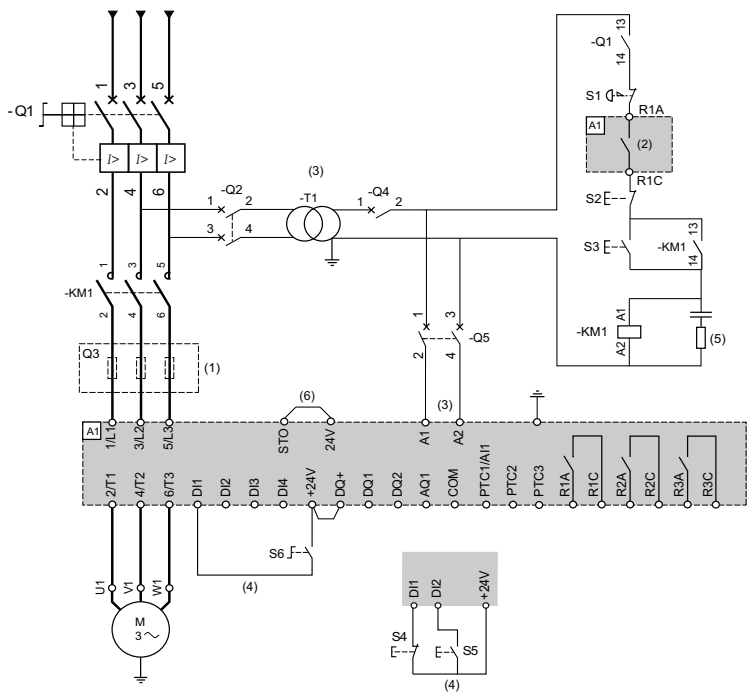 1 3 5
-Q1
I> I> I>
2 4 6
13
-Q1
14
S1
R1A
A1
(2)
R1C
S2
S3
13
-KM1
14
-KM1
A1
A2
(5)
(3)
-Q2
1 2
3 4
-T1
-Q4
1 2
1 3 5
-KM1
2 4 6
1 3
-Q5
2 4
Q3
(1)
(6)
(3)
A1
1/L1 3/L2 5/L3 STO 24V A1 A2
2/T1 4/T2 6/T3 DI1 DI2 DI3 DI4 +24V DQ+ DQ1 DQ2 AQ1 COM PTC1/AI1 PTC2 PTC3 R1A R1C R2A R2C R3A R3C
S6
(4)
U1 V1 W1
M
3
DI1 DI2 +24V
S4 S5
(4)